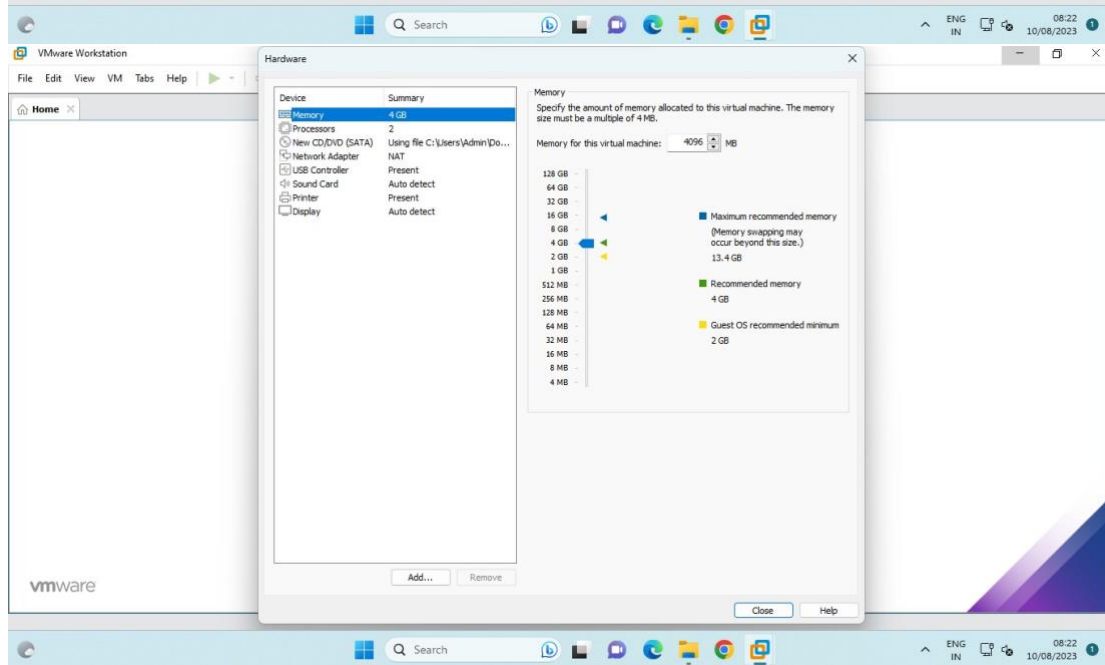 Search
ENG
IN
08:22
10/08/2023
1
VMware Workstation
File Edit View VM Tabs Help
Home
Hardware
Device Summary
Memory 4 GB
Processors 2
New CD/DVD (SATA) Using file C:\Users\Admin\Do...
Network Adapter NAT
USB Controller Present
Sound Card Auto detect
Printer Present
Display Auto detect
Add... Remove
Memory
Specify the amount of memory allocated to this virtual machine. The memory
size must be a multiple of 4 MB.
Memory for this virtual machine: 4096 MB
128 GB
64 GB
32 GB
16 GB
8 GB
4 GB
2 GB
1 GB
512 MB
256 MB
128 MB
64 MB
32 MB
16 MB
8 MB
4 MB
Maximum recommended memory
(Memory swapping may
occur beyond this size.)
13.4 GB
Recommended memory
4 GB
Guest OS recommended minimum
2 GB
Close Help
vmware
Search
ENG
IN
08:22
10/08/2023
1